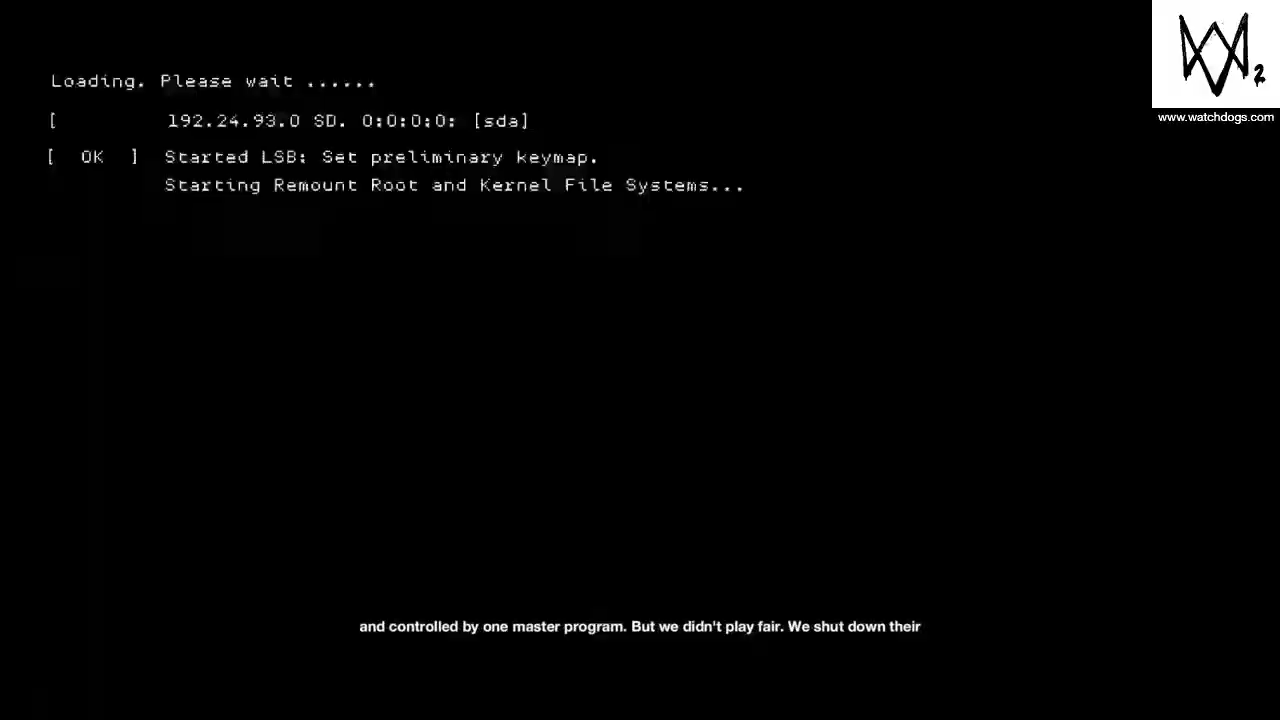 Loading. Please wait ......
[ 192.24.93.0 SD. 0:0:0:0: [sda]
[ OK ] Started LSB: Set preliminary keymap.
Starting Remount Root and Kernel File Systems...
2
www.watchdogs.com
and controlled by one master program. But we didn't play fair. We shut down their